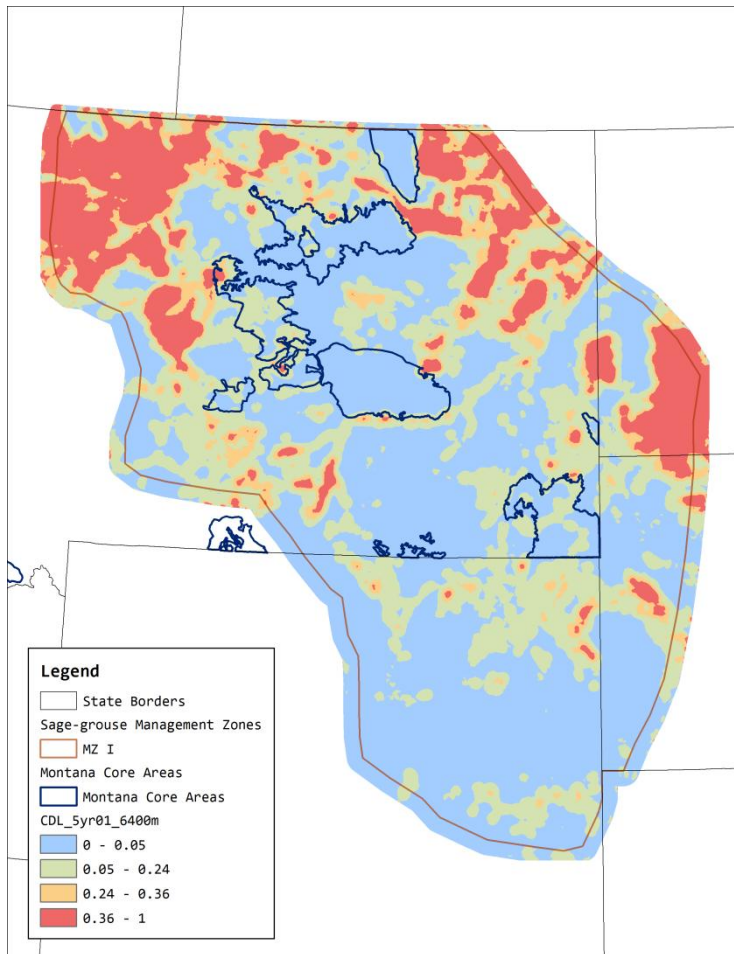 Legend
State Borders
Sage-grouse Management Zones
MZ I
Montana Core Areas
Montana Core Areas
CDL_5yr01_6400m
0 - 0.05
0.05 - 0.24
0.24 - 0.36
0.36 - 1